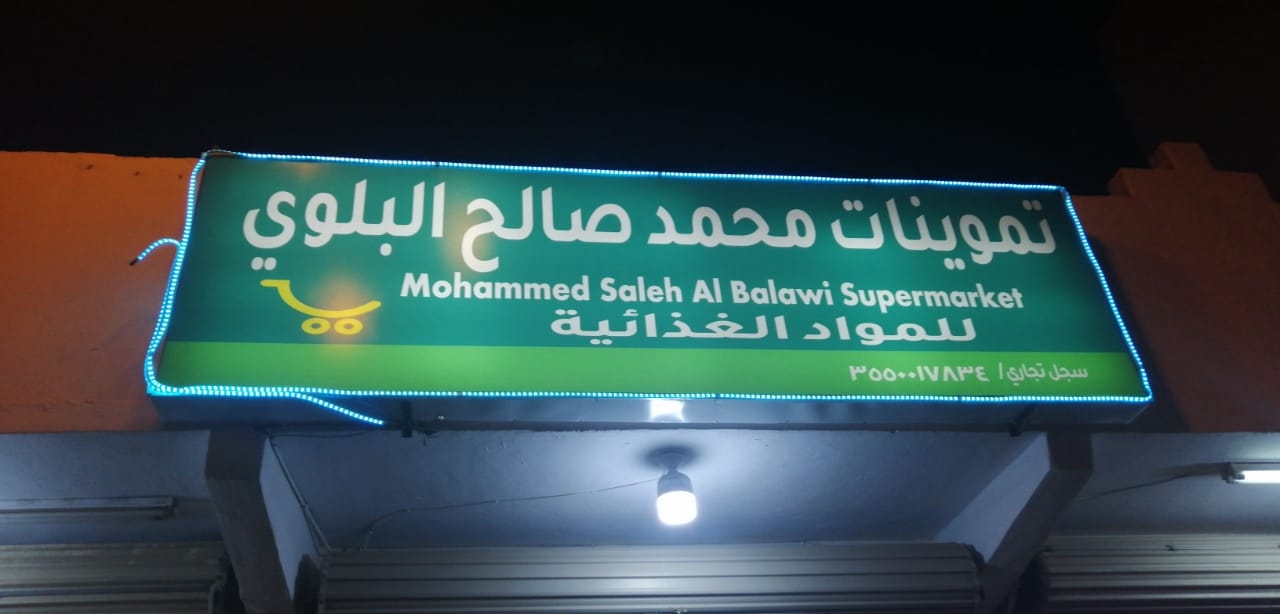 تموينات محمد صالح البلوي
Mohammed Saleh Al Balawi Supermarket
للمواد الغذائية
سجل تجاري/ ٣٥٥٠٠١٧٨٣٤